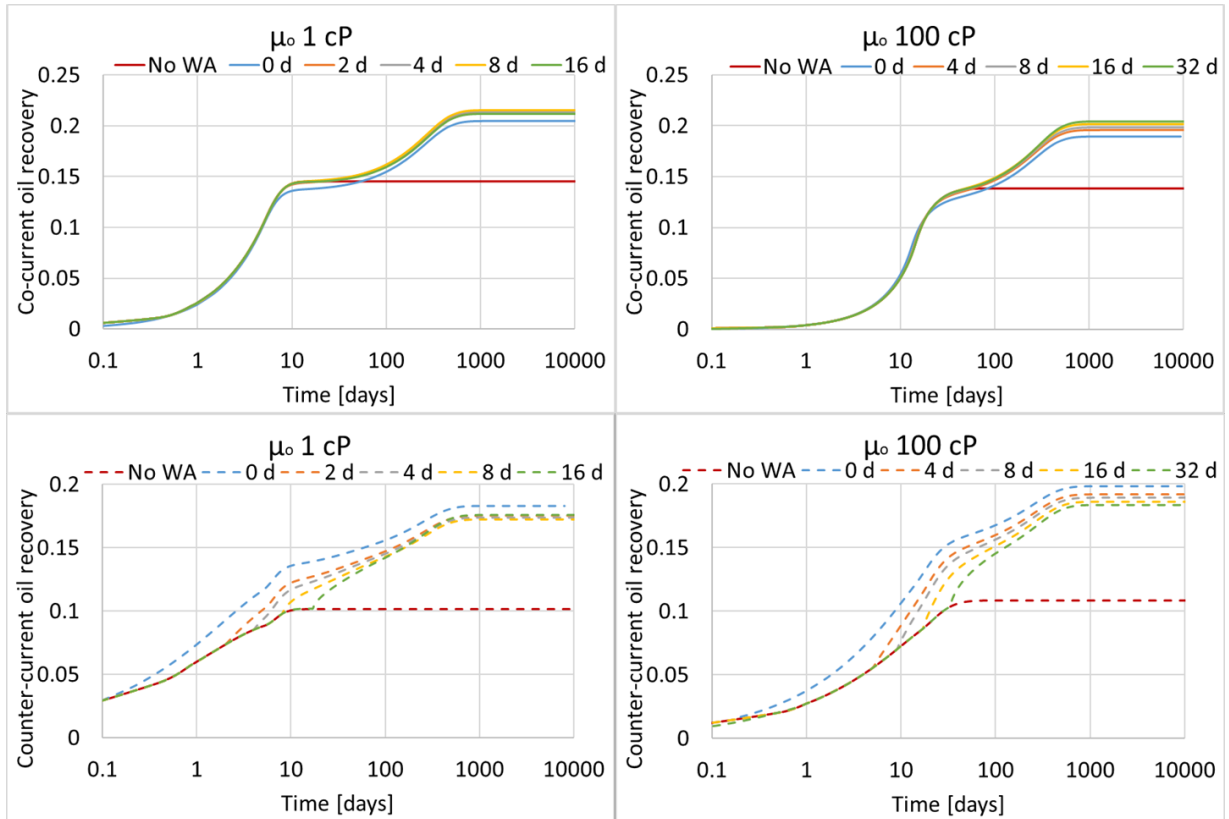 μₒ 1 cP
No WA 0 d 2 d 4 d 8 d 16 d
0.25
0.2
0.15
0.1
0.05
0
Co-current oil recovery
0.1 1 10 100 1000 10000
Time [days]
μₒ 100 cP
No WA 0 d 4 d 8 d 16 d 32 d
0.25
0.2
0.15
0.1
0.05
0
Co-current oil recovery
0.1 1 10 100 1000 10000
Time [days]
μₒ 1 cP
No WA 0 d 2 d 4 d 8 d 16 d
0.2
0.15
0.1
0.05
0
Counter-current oil recovery
0.1 1 10 100 1000 10000
Time [days]
μₒ 100 cP
No WA 0 d 4 d 8 d 16 d 32 d
0.2
0.15
0.1
0.05
0
Counter-current oil recovery
0.1 1 10 100 1000 10000
Time [days]